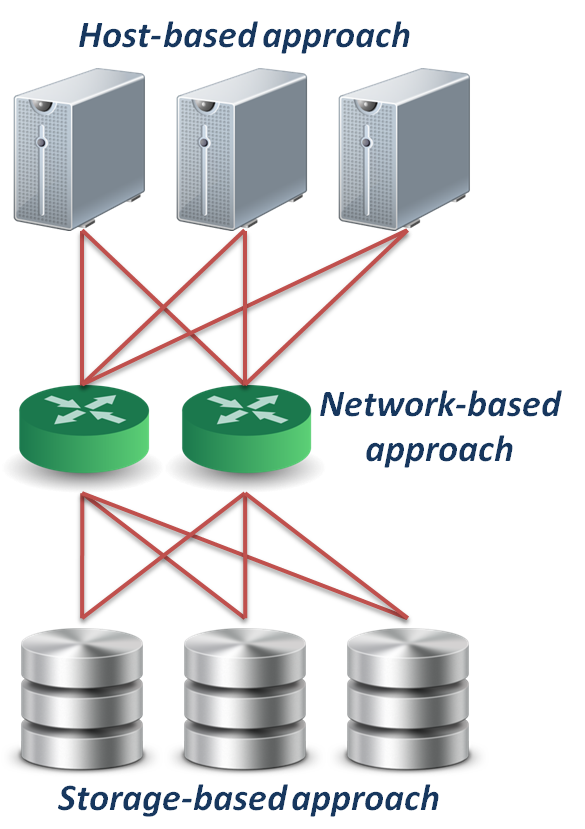 Host-based approach
Network-based
approach
Storage-based approach